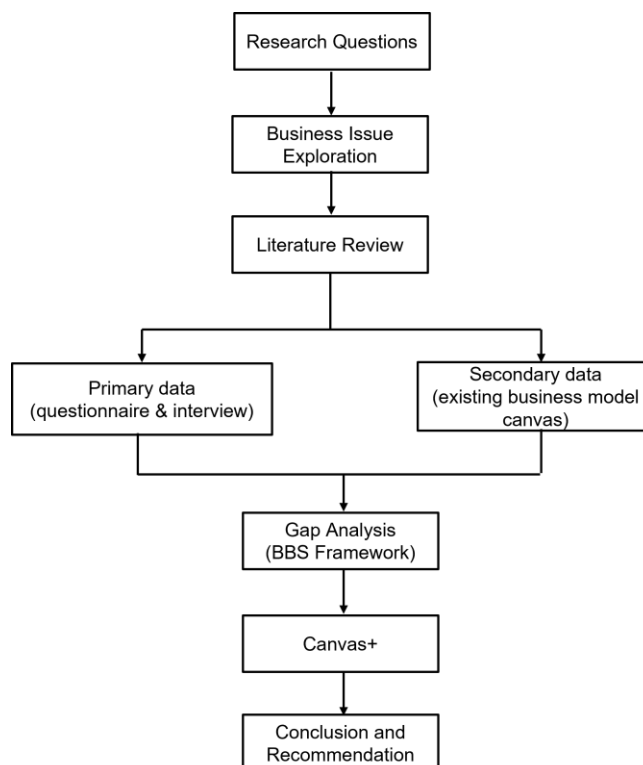 Research Questions
Business Issue
Exploration
Literature Review
Primary data
(questionnaire & interview)
Secondary data
(existing business model
canvas)
Gap Analysis
(BBS Framework)
Canvas+
Conclusion and
Recommendation